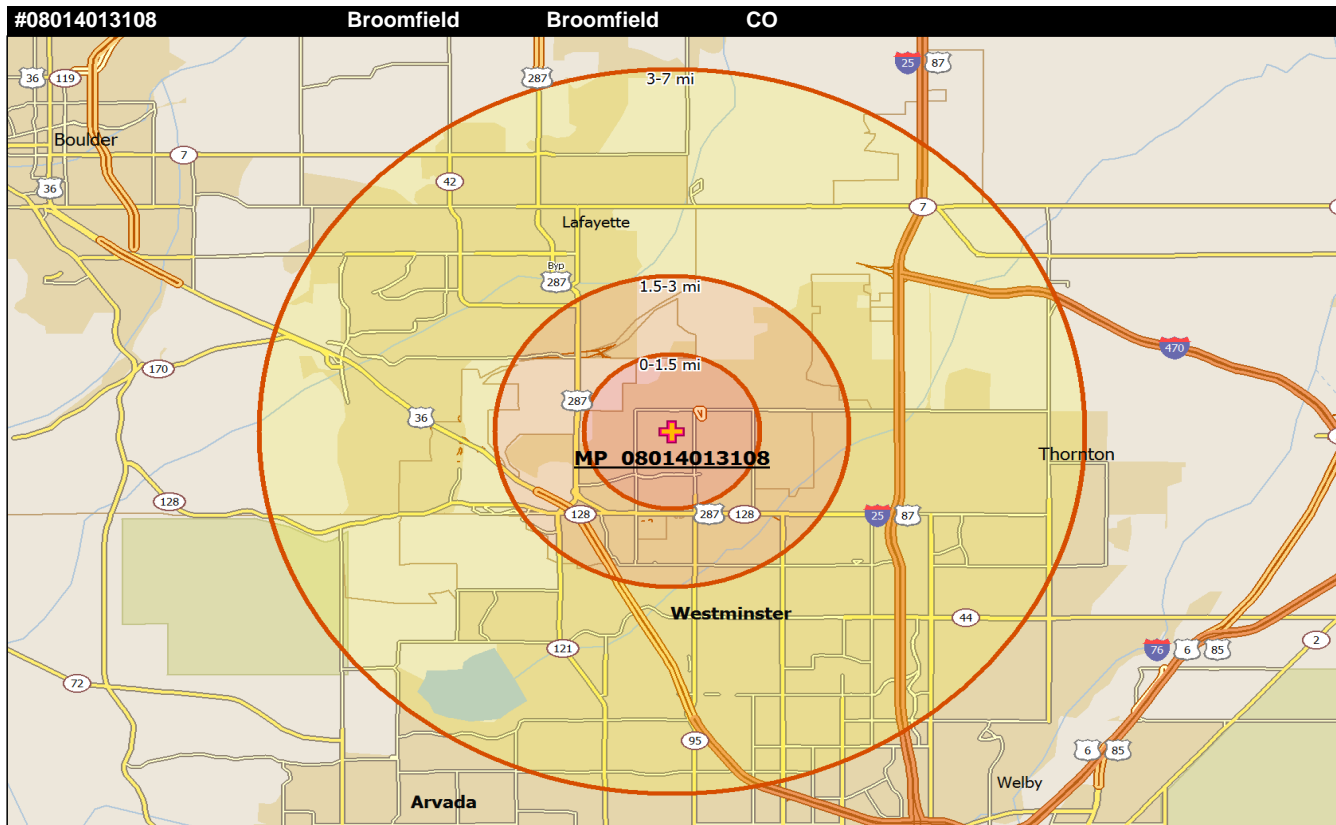 #08014013108 Broomfield Broomfield CO
25 87
36 119 287 3-7 mi
Boulder
7
42
36
7
Lafayette
Byp
287
1.5-3 mi
470
170
0-1.5 mi
287
36
MP 08014013108
Thornton
128
128 287 128 25 87
Westminster
44
121
76 6 85 2
72
95
6 85
Welby
Arvada